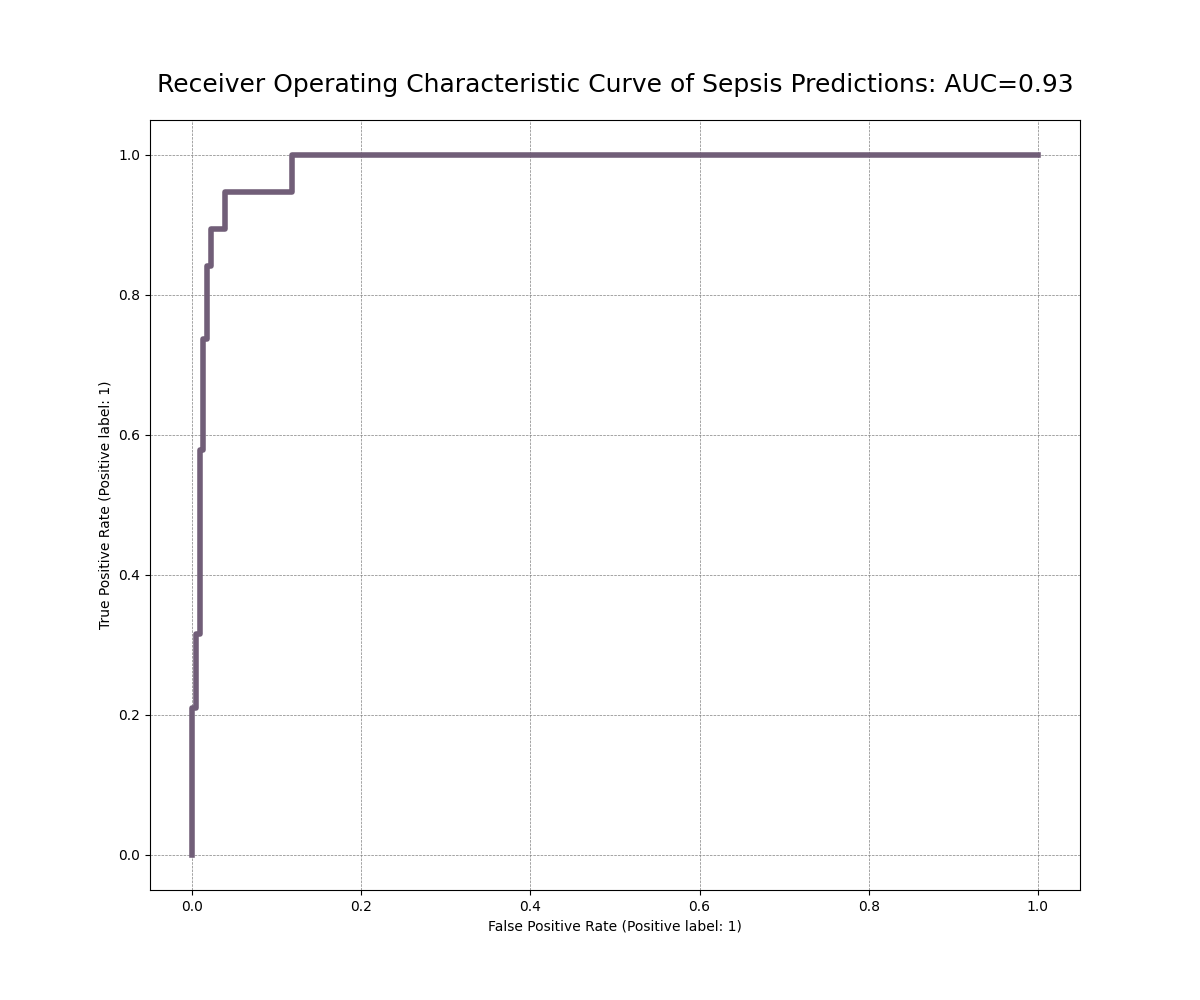 Receiver Operating Characteristic Curve of Sepsis Predictions: AUC=0.93
1.0
0.8
0.6
0.4
0.2
0.0
True Positive Rate (Positive label: 1)
0.0 0.2 0.4 0.6 0.8 1.0
False Positive Rate (Positive label: 1)